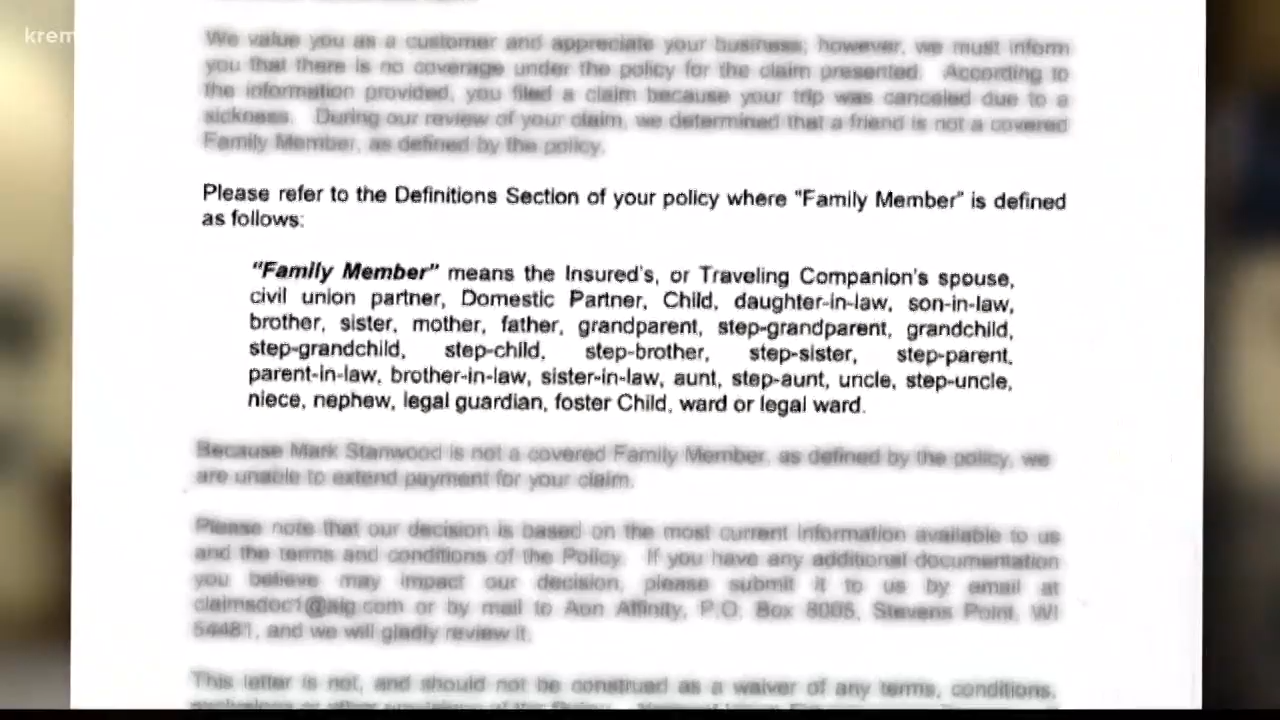 krem
We value you as a customer and appreciate your business; however, we must inform
you that there is no coverage under the policy for the claim presented. According to
the information provided, you filed a claim because your trip was canceled due to a
sickness. During our review of your claim, we determined that a friend is not a covered
Family Member, as defined by the policy.
Please refer to the Definitions Section of your policy where "Family Member" is defined
as follows:
"Family Member" means the Insured's, or Traveling Companion's spouse,
civil union partner, Domestic Partner, Child, daughter-in-law, son-in-law,
brother, sister, mother, father, grandparent, step-grandparent, grandchild,
step-grandchild, step-child, step-brother, step-sister, step-parent,
parent-in-law, brother-in-law, sister-in-law, aunt, step-aunt, uncle, step-uncle,
niece, nephew, legal guardian, foster Child, ward or legal ward.
Because Mark Stanwood is not a covered Family Member, as defined by the policy, we
are unable to extend payment for your claim.
Please note that our decision is based on the most current information available to us
and the terms and conditions of the Policy. If you have any additional documentation
you believe may impact our decision, please submit it to us by email at
or by mail to Aon Affinity, P.O. Box Stevens Point, WI
54481, and we will gladly review it.
This letter is not, and should not be construed as a waiver of any terms, conditions,